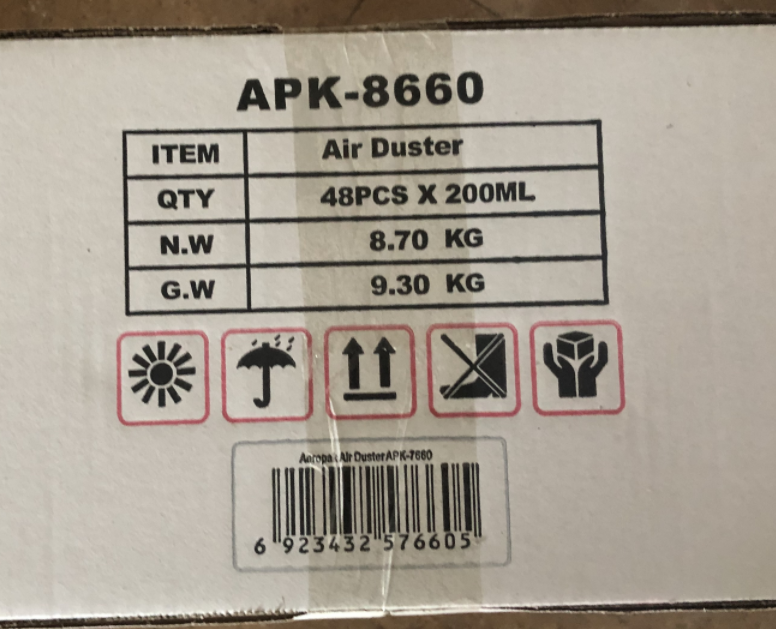 APK-8660
ITEM Air Duster
QTY 48PCS X 200ML
N.W 8.70 KG
G.W 9.30 KG
Aeropak Air Duster APK-7660
6 923432 576605